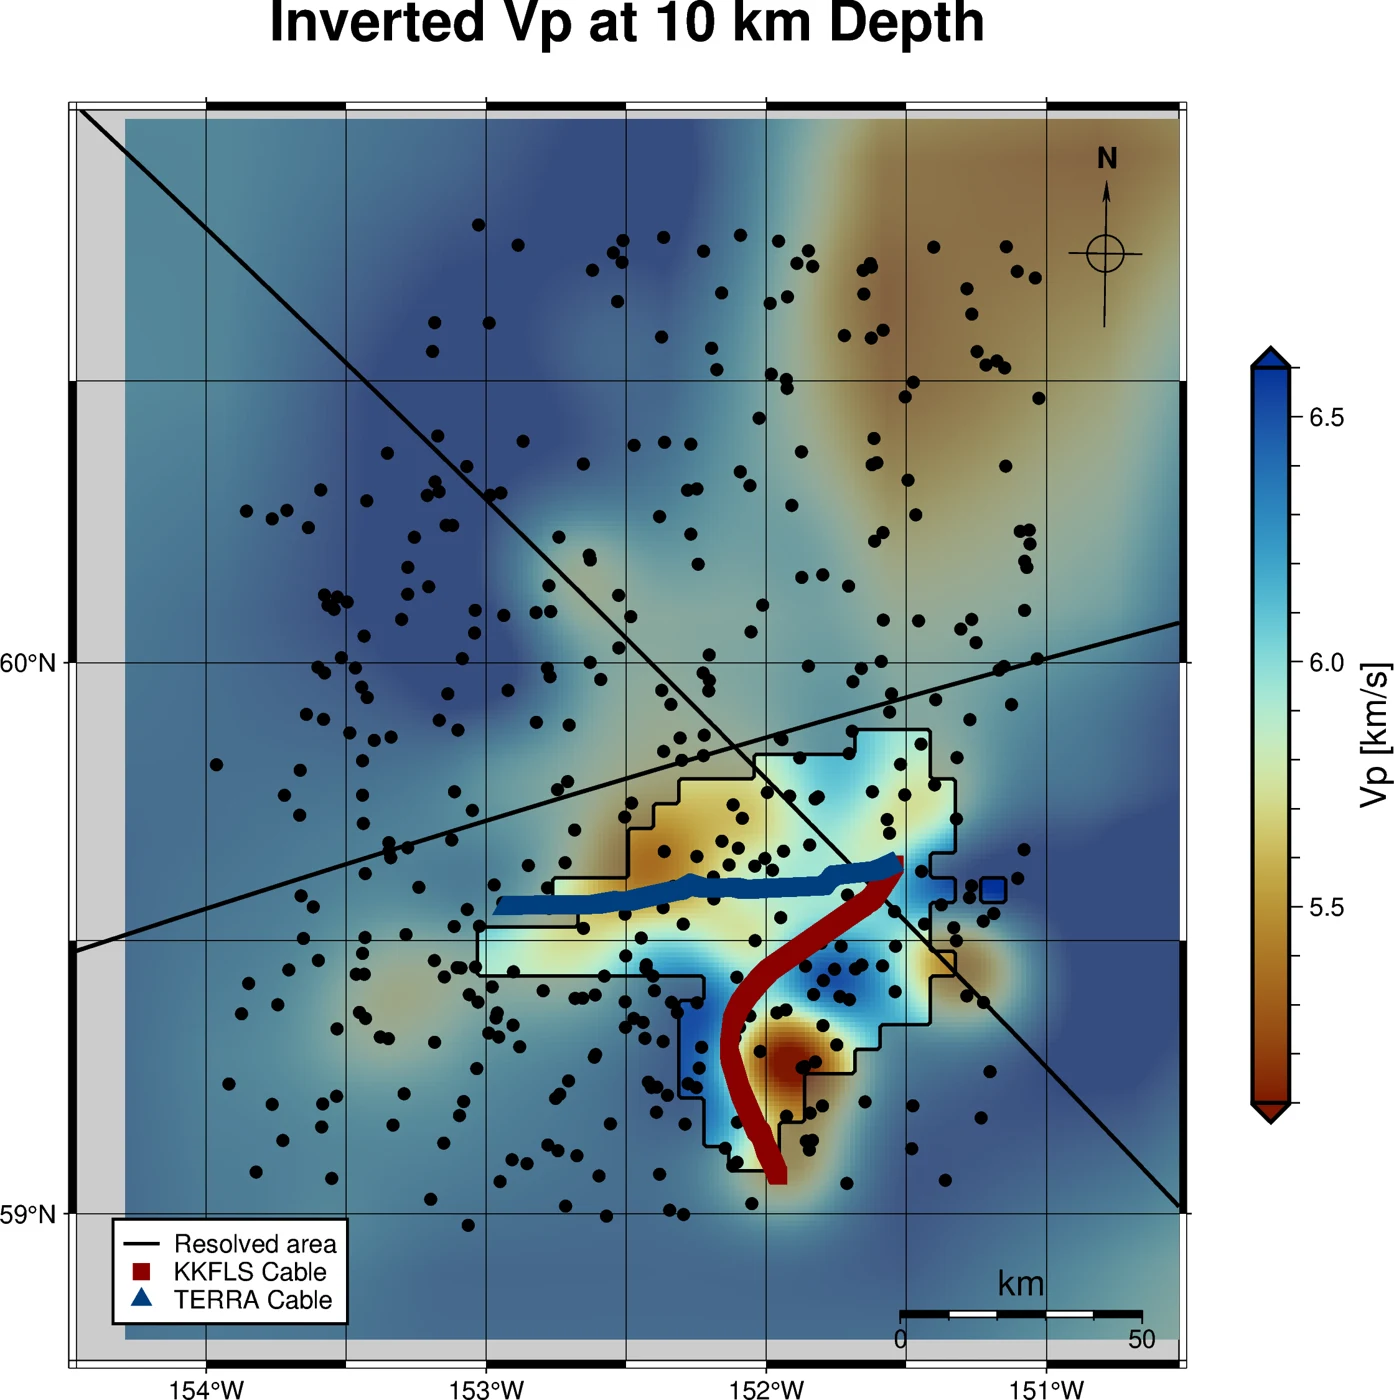 Inverted Vp at 10 km Depth
N
6.5
6.0
5.5
Vp [km/s]
60°N
59°N
Resolved area
KKFLS Cable
TERRA Cable
km
0 50
154°W 153°W 152°W 151°W